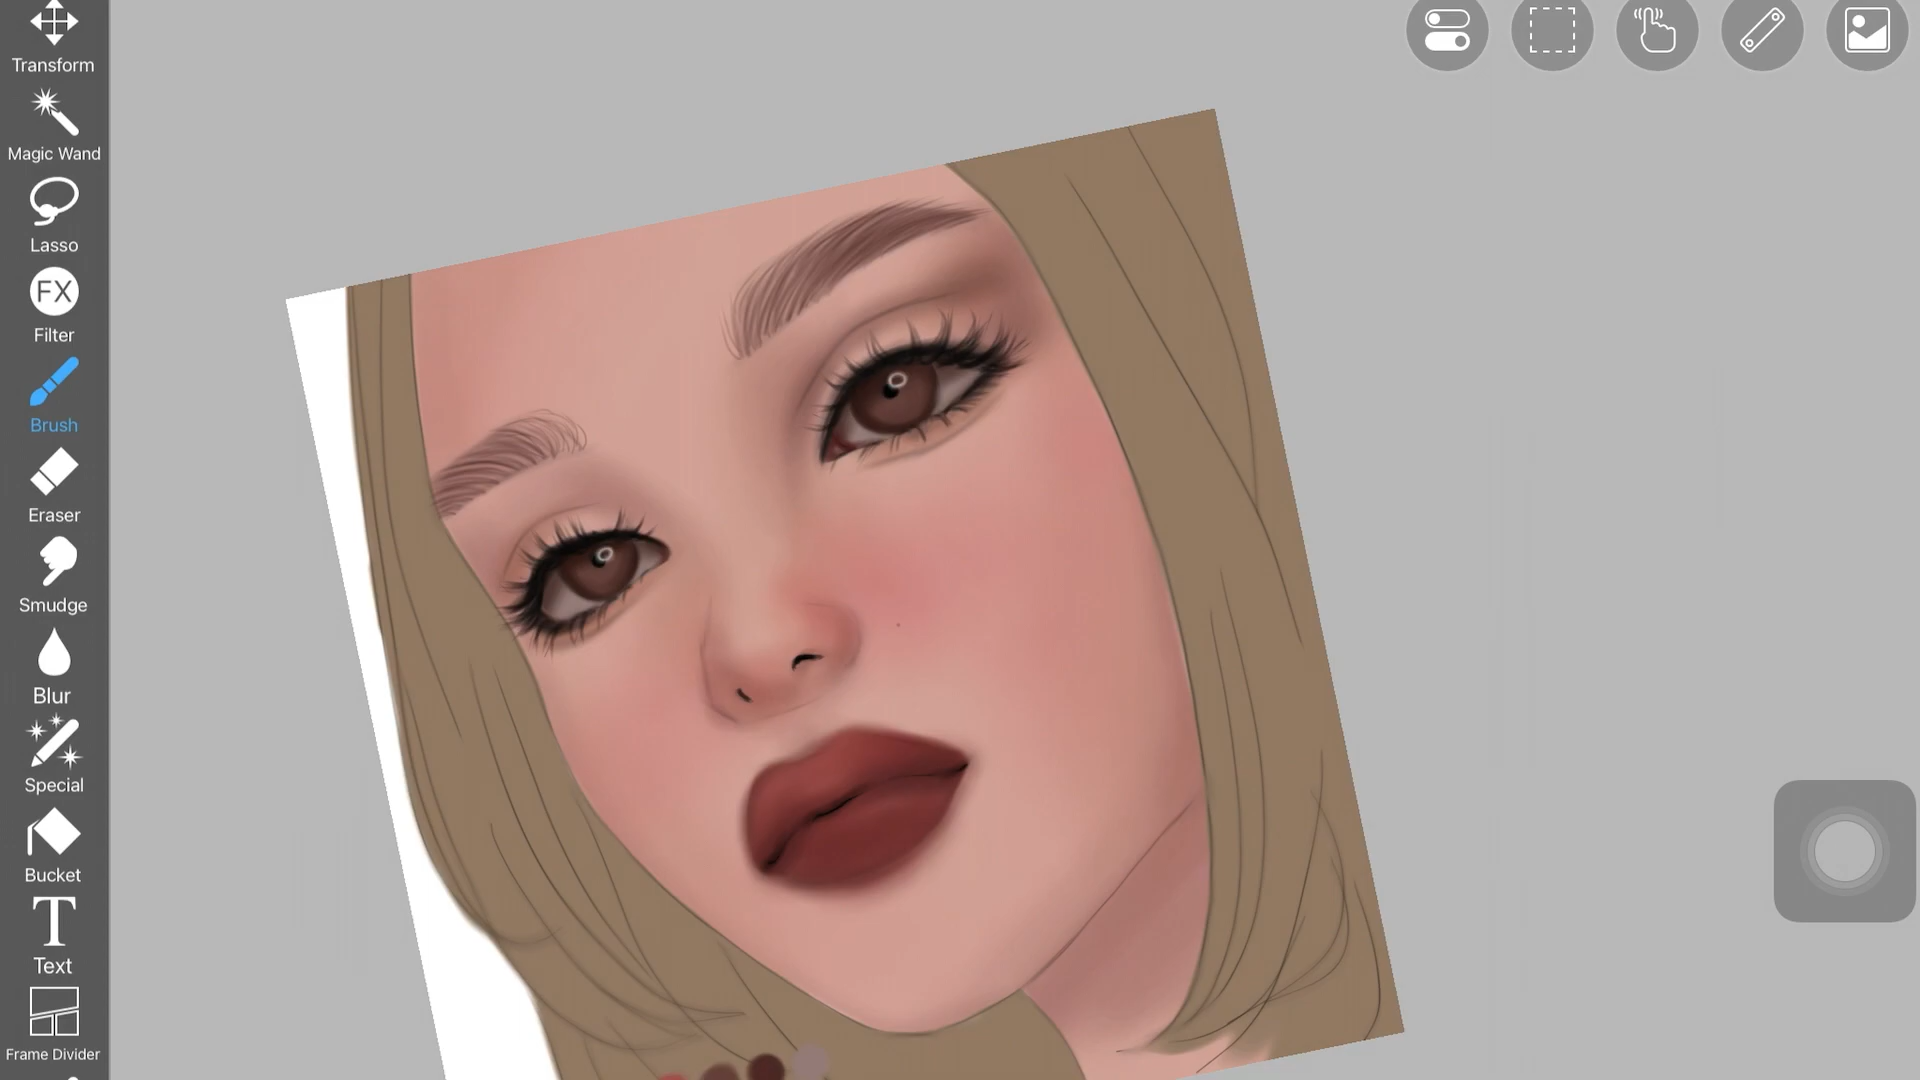 Transform
Magic Wand
Lasso
FX
Filter
Brush
Eraser
Smudge
Blur
Special
Bucket
T
Text
Frame Divider